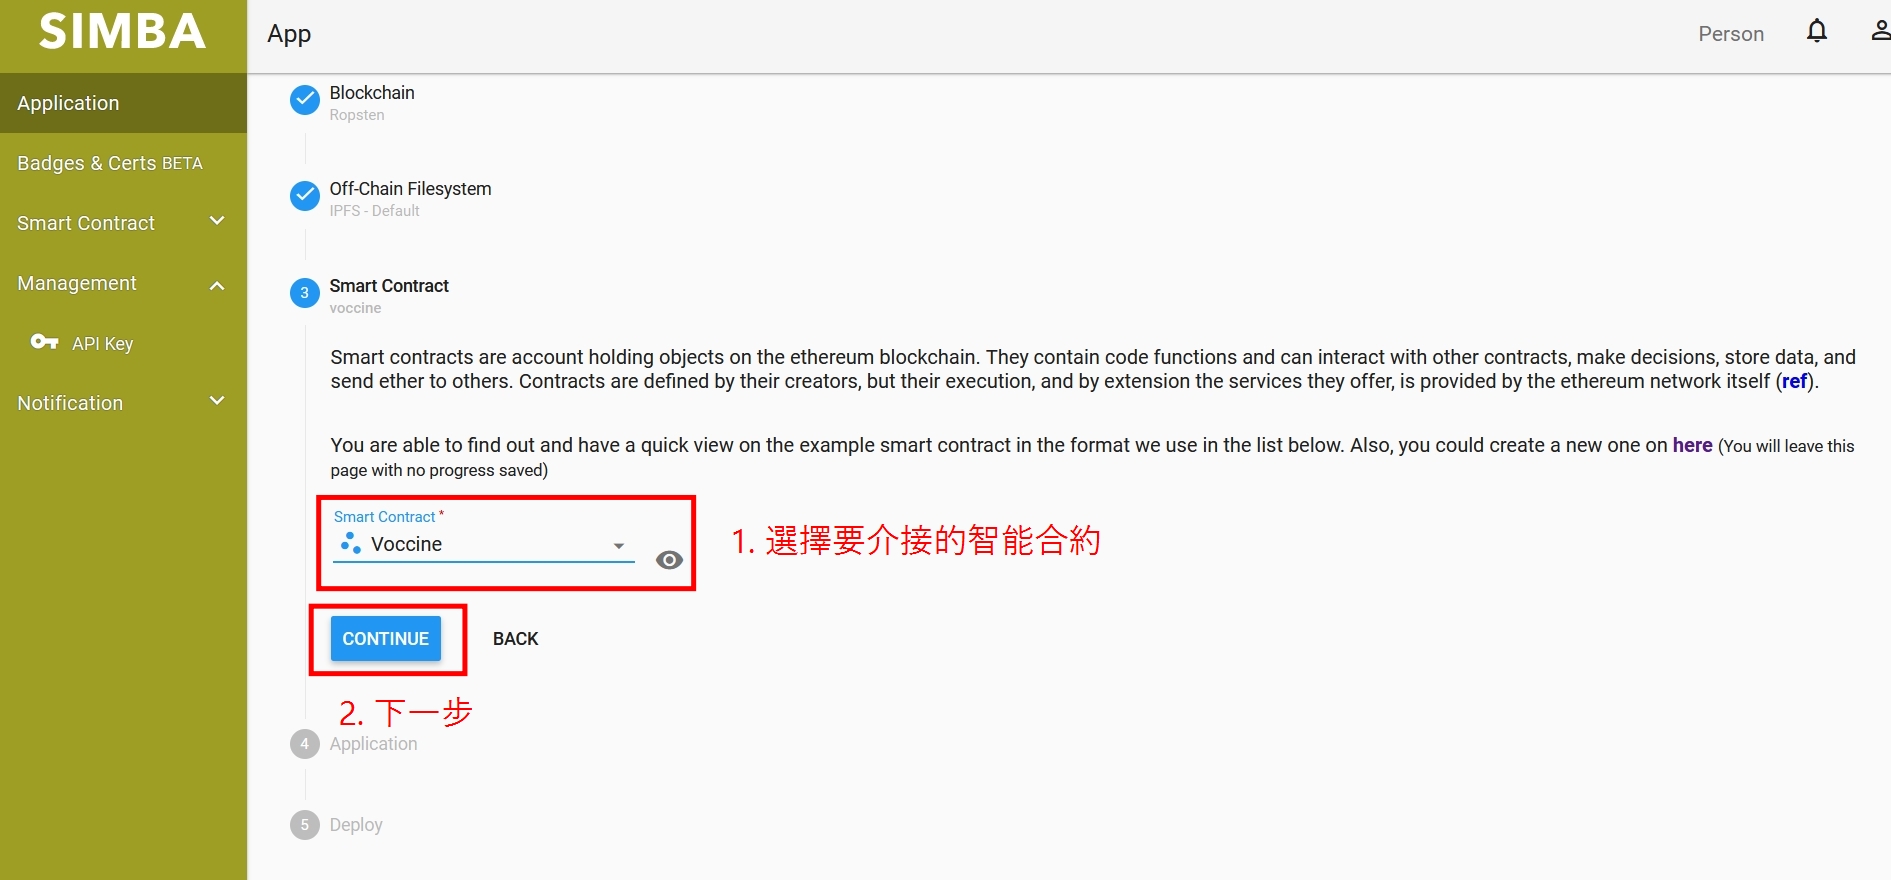 SIMBA
App
Person
Application
Badges & Certs BETA
Smart Contract
Management
API Key
Notification
Blockchain
Ropsten
Off-Chain Filesystem
IPFS - Default
3 Smart Contract
voccine
Smart contracts are account holding objects on the ethereum blockchain. They contain code functions and can interact with other contracts, make decisions, store data, and
send ether to others. Contracts are defined by their creators, but their execution, and by extension the services they offer, is provided by the ethereum network itself (ref).
You are able to find out and have a quick view on the example smart contract in the format we use in the list below. Also, you could create a new one on here (You will leave this
page with no progress saved)
Smart Contract *
Voccine
1. 選擇要介接的智能合約
CONTINUE BACK
2. 下一步
4 Application
5 Deploy